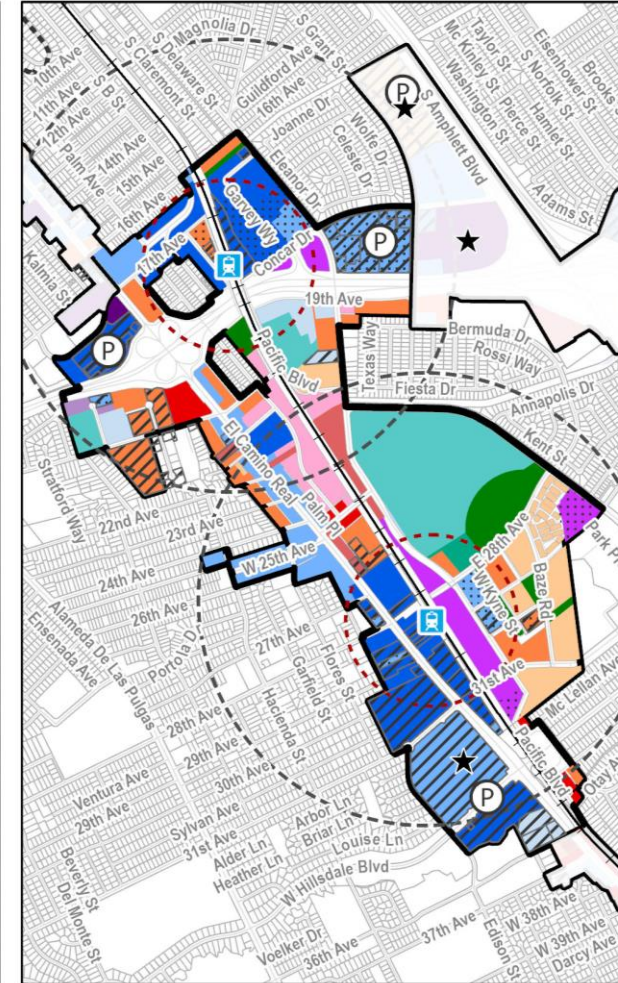 Magnolia Dr
S Grant St
S Delaware St
S Claremont St
S B St
10th Ave
11th Ave
12th Ave
Palm Ave
14th Ave
15th Ave
16th Ave
17th Ave
Guildford Ave
16th Ave
Joanne Dr
Wolfe Dr
Celeste Dr
Eleanor Dr
Garvey Wy
Concar Dr
Taylor St
Mc Kinley St
Washington St
Pierce St
S Norfolk St
Eisenhower St
Hamlet St
Brooks
S Amphlett Blvd
Adams St
P
P
P
Kalmia St
19th Ave
Pacific Blvd
Texas Way
Bermuda Dr
Rossi Way
Fiesta Dr
Annapolis Dr
Kent St
Park Pl
Stratford Way
22nd Ave
23rd Ave
24th Ave
W 25th Ave
26th Ave
El Camino Real
Palm Pl
E 28th Ave
W Kyne St
Baze Rd
31st Ave
Mc Lellan Ave
Pacific Blvd
Otay Av
Alameda De Las Pulgas
Ensenada Ave
Portola D
27th Ave
Flores St
Garfield St
Hacienda St
28th Ave
29th Ave
30th Ave
Ventura Ave
29th Ave
Sylvan Ave
31st Ave
Alder Ln
Heather Ln
Arbor Ln
Briar Ln
Louise Ln
W Hillsdale Blvd
P
Beverly St
Del Monte St
Voelker Dr
36th Ave
37th Ave
Edison St
W 38th Ave
W 39th Ave
Darcy Ave